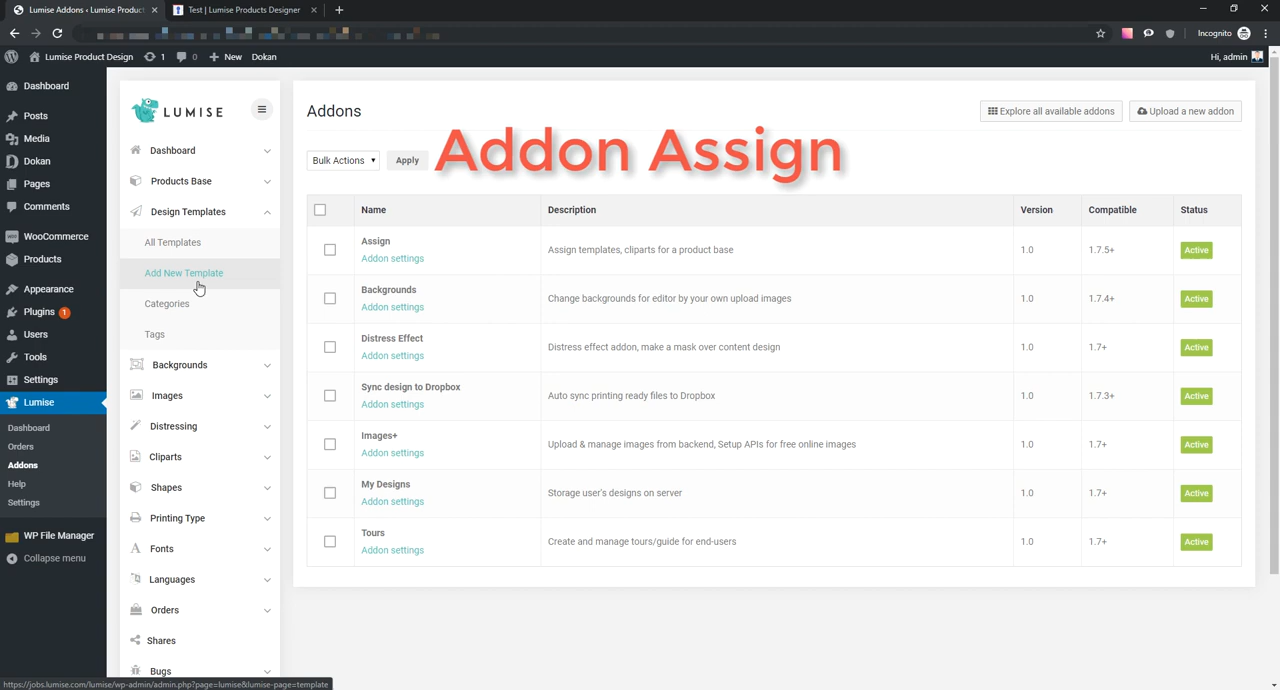 Lumise Addons ‹ Lumise Produc
Test | Lumise Products Designer
Incognito
Lumise Product Design
1
0
New
Dokan
Hi, admin
Dashboard
Posts
Media
Dokan
Pages
Comments
WooCommerce
Products
Appearance
Plugins 1
Users
Tools
Settings
Lumise
Dashboard
Orders
Addons
Help
Settings
WP File Manager
Collapse menu
LUMISE
Dashboard
Products Base
Design Templates
All Templates
Add New Template
Categories
Tags
Backgrounds
Images
Distressing
Cliparts
Shapes
Printing Type
Fonts
Languages
Orders
Shares
Bugs
Addons
Explore all available addons
Upload a new addon
Bulk Actions
Apply
Addon Assign
Name Description Version Compatible Status
Assign
Addon settings
Assign templates, cliparts for a product base 1.0 1.7.5+ Active
Backgrounds
Addon settings
Change backgrounds for editor by your own upload images 1.0 1.7.4+ Active
Distress Effect
Addon settings
Distress effect addon, make a mask over content design 1.0 1.7+ Active
Sync design to Dropbox
Addon settings
Auto sync printing ready files to Dropbox 1.0 1.7.3+ Active
Images+
Addon settings
Upload & manage images from backend, Setup APIs for free online images 1.0 1.7+ Active
My Designs
Addon settings
Storage user's designs on server 1.0 1.7+ Active
Tours
Addon settings
Create and manage tours/guide for end-users 1.0 1.7+ Active
https://jobs.lumise.com/lumise/wp-admin/admin.php?page=lumise&lumise-page=template